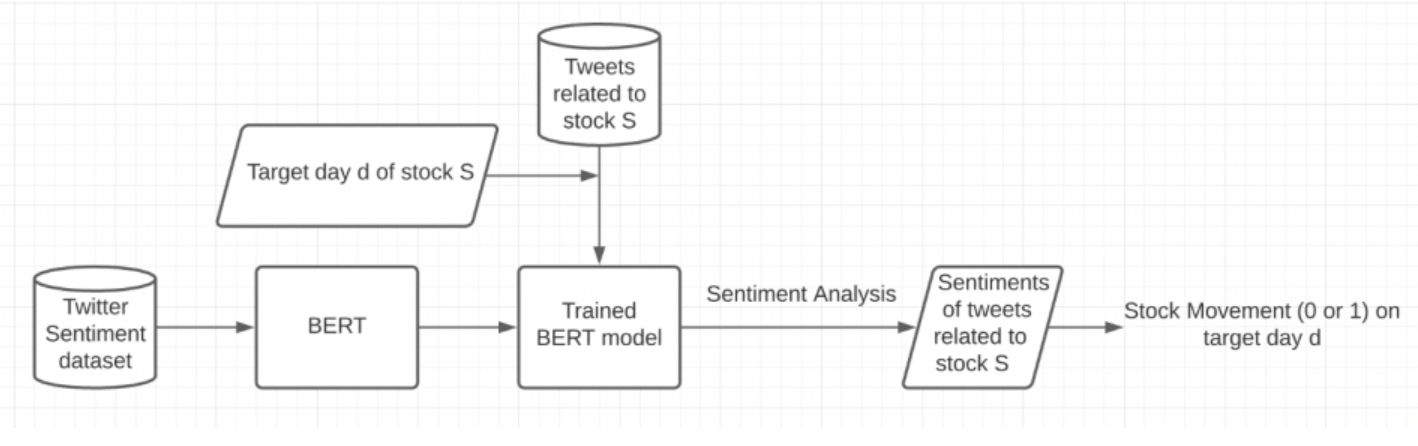 Tweets
related to
stock S
Target day d of stock S
Twitter
Sentiment
dataset
BERT
Trained
BERT model
Sentiment Analysis
Sentiments
of tweets
related to
stock S
Stock Movement (0 or 1) on
target day d